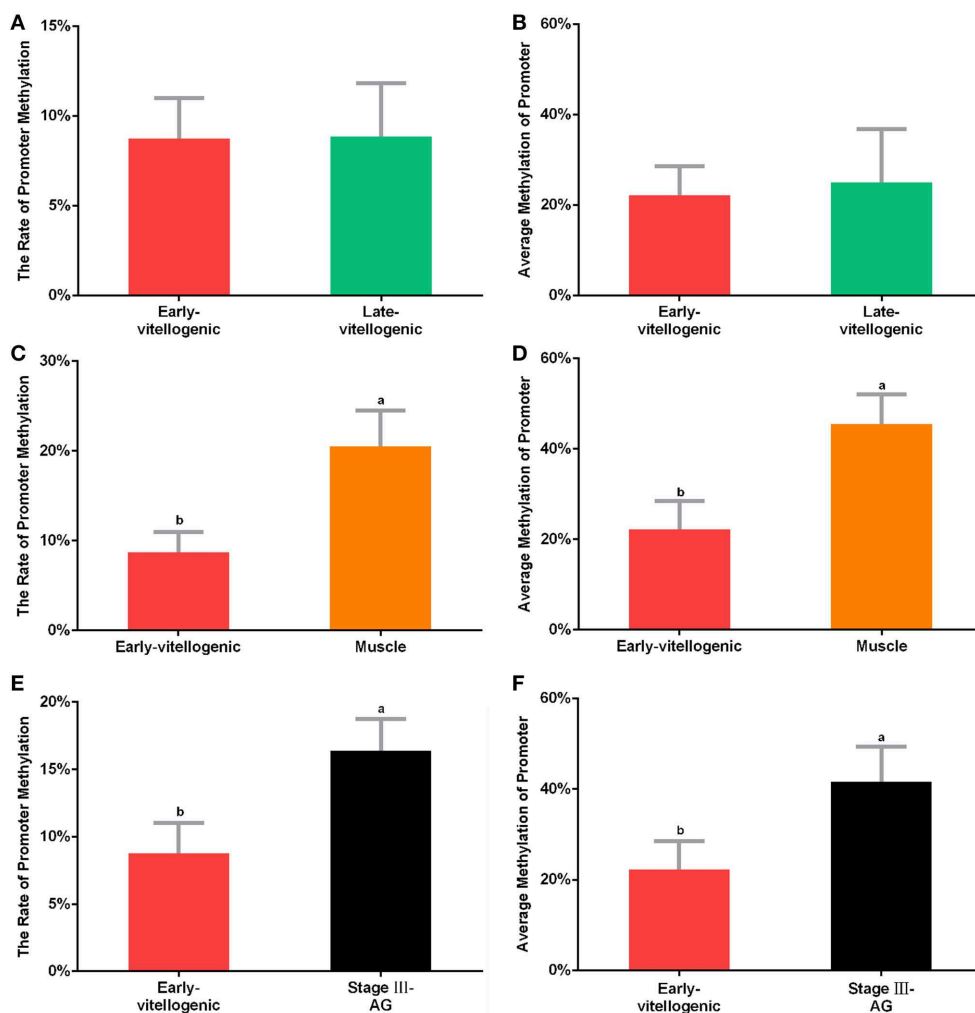 A
The Rate of Promoter Methylation
15%
10%
5%
0%
Early-
vitellogenic
Late-
vitellogenic
B
Average Methylation of Promoter
60%
40%
20%
0%
Early-
vitellogenic
Late-
vitellogenic
C
The Rate of Promoter Methylation
30%
20%
10%
0%
b
a
Early-vitellogenic
Muscle
D
Average Methylation of Promoter
60%
40%
20%
0%
b
a
Early-vitellogenic
Muscle
E
The Rate of Promoter Methylation
20%
15%
10%
5%
0%
b
a
Early-
vitellogenic
Stage III-
AG
F
Average Methylation of Promoter
60%
40%
20%
0%
b
a
Early-
vitellogenic
Stage III-
AG